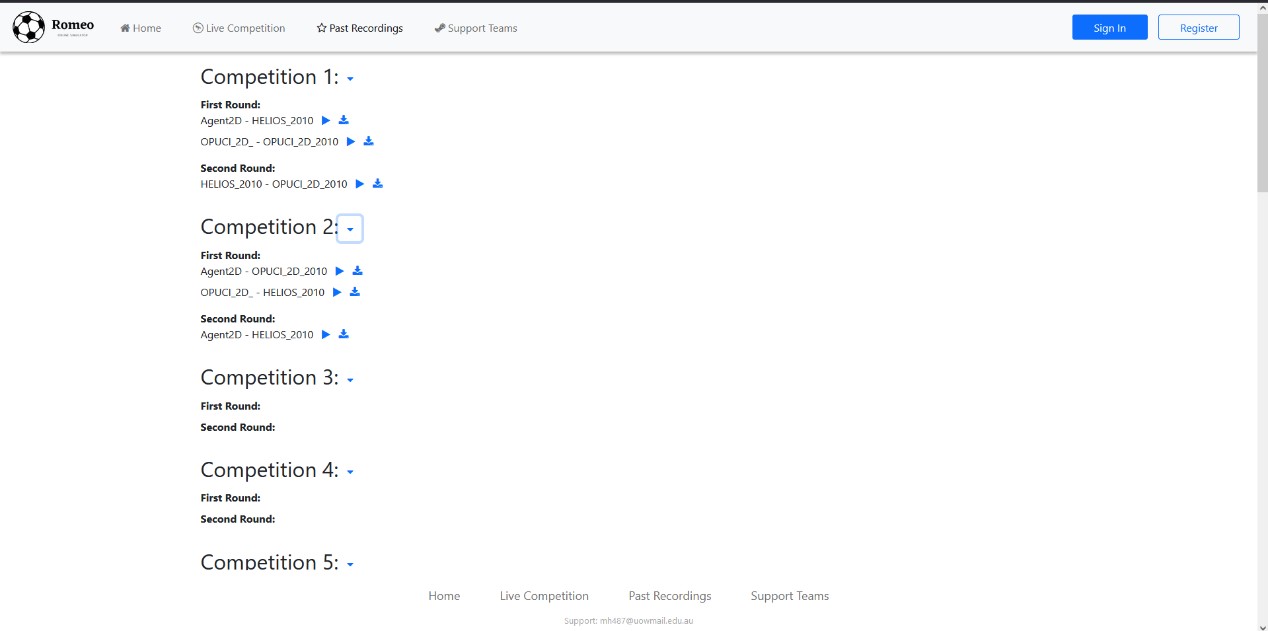 Romeo
Home
Live Competition
Past Recordings
Support Teams
Sign In
Register
Competition 1:
First Round:
Agent2D - HELIOS_2010
OPUCI_2D_ - OPUCI_2D_2010
Second Round:
HELIOS_2010 - OPUCI_2D_2010
Competition 2:
First Round:
Agent2D - OPUCI_2D_2010
OPUCI_2D_ - HELIOS_2010
Second Round:
Agent2D - HELIOS_2010
Competition 3:
First Round:
Second Round:
Competition 4:
First Round:
Second Round:
Competition 5:
Home
Live Competition
Past Recordings
Support Teams
Support: mh487@uowmail.edu.au